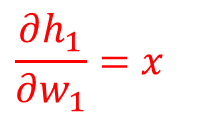 ∂h₁/∂w₁ = x